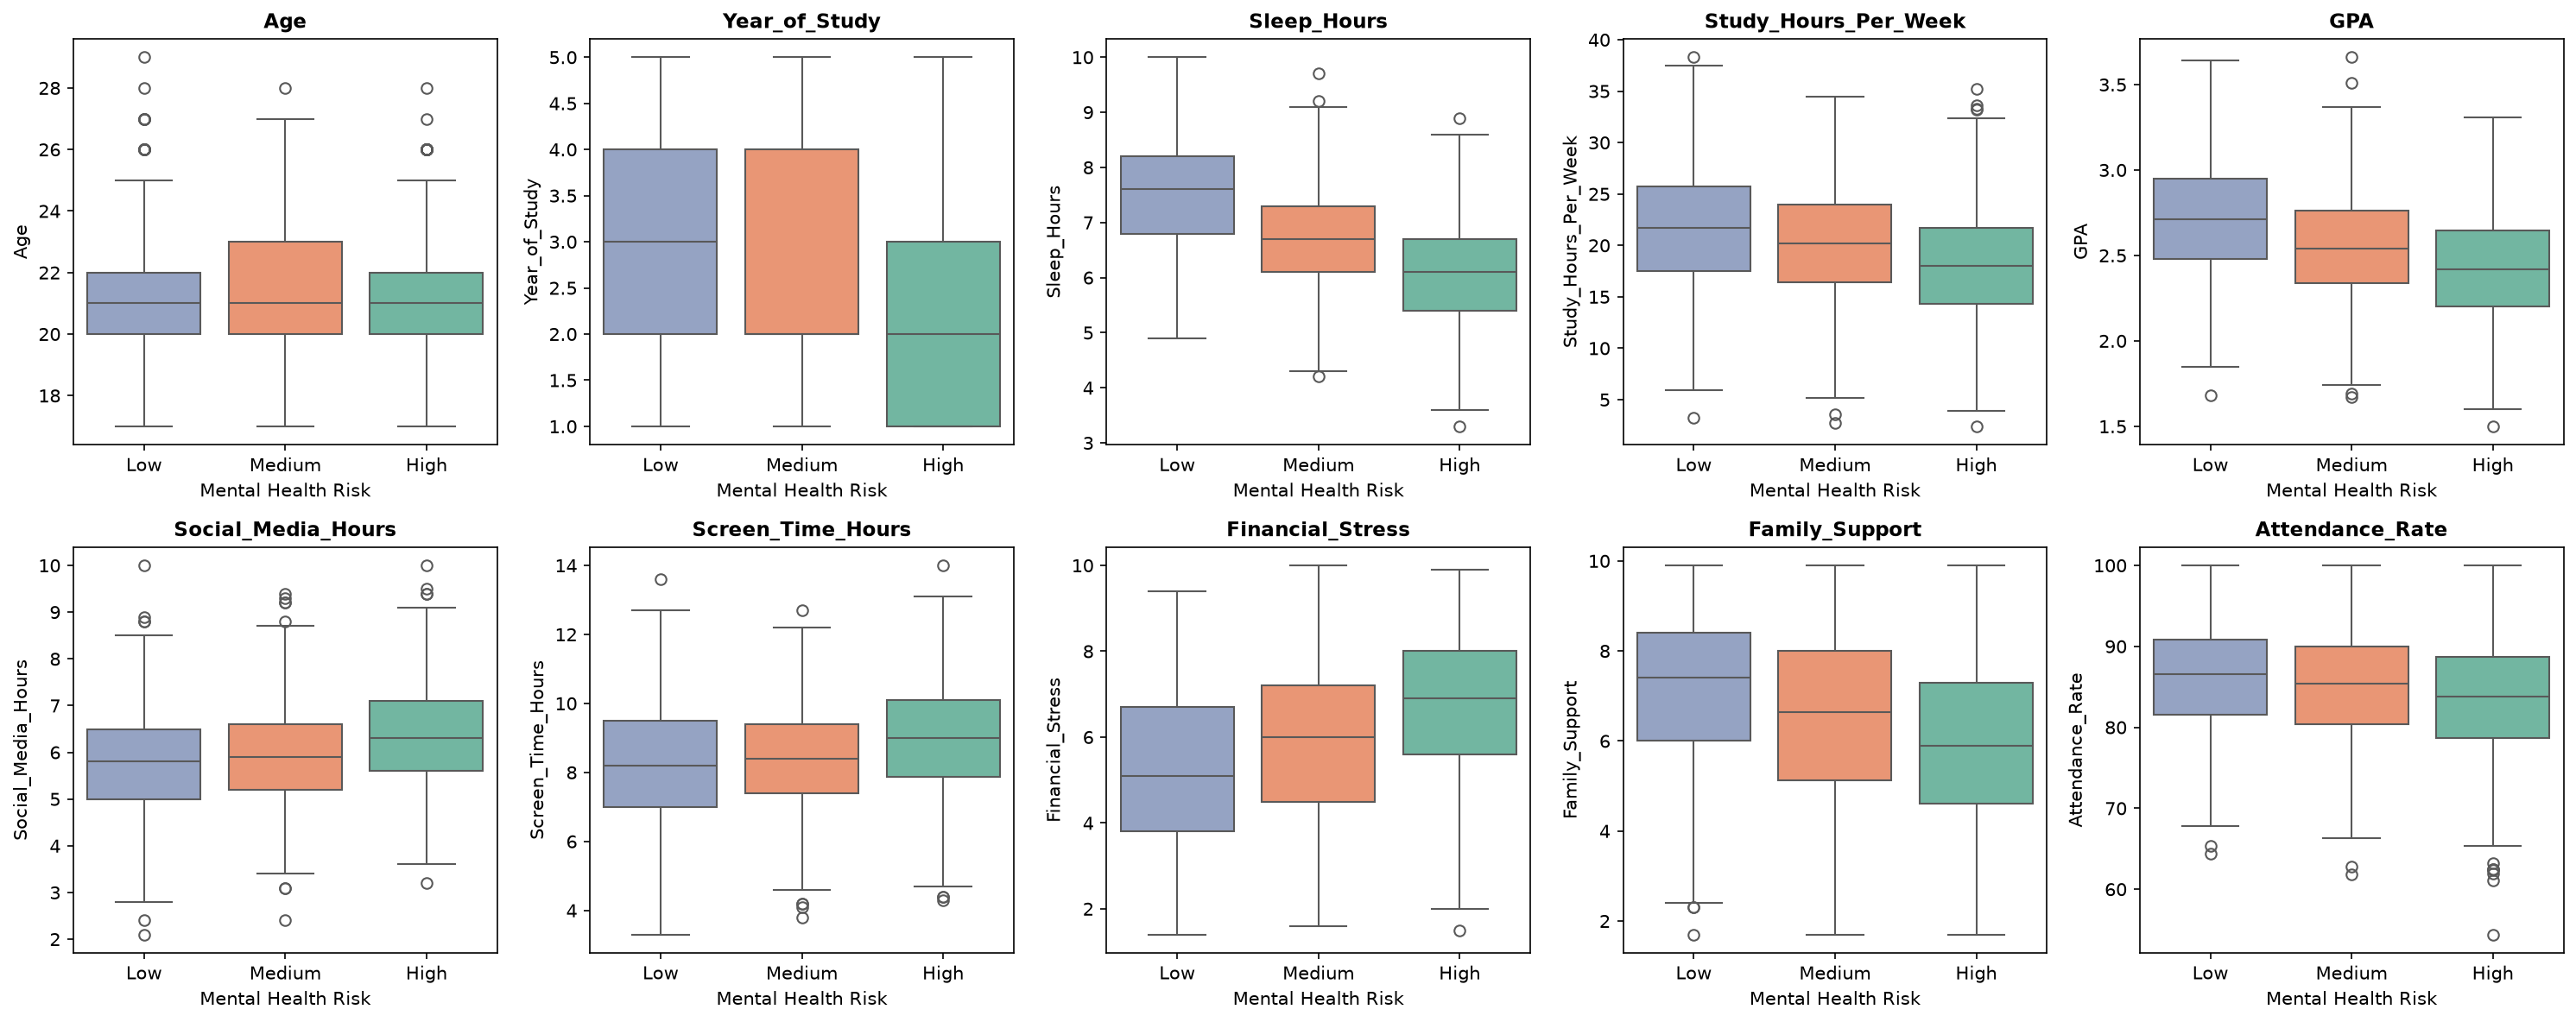 Age
Age
28
26
24
22
20
18
Low Medium High
Mental Health Risk
Year_of_Study
Year_of_Study
5.0
4.5
4.0
3.5
3.0
2.5
2.0
1.5
1.0
Low Medium High
Mental Health Risk
Sleep_Hours
Sleep_Hours
10
9
8
7
6
5
4
3
Low Medium High
Mental Health Risk
Study_Hours_Per_Week
Study_Hours_Per_Week
40
35
30
25
20
15
10
5
Low Medium High
Mental Health Risk
GPA
GPA
3.5
3.0
2.5
2.0
1.5
Low Medium High
Mental Health Risk
Social_Media_Hours
Social_Media_Hours
10
9
8
7
6
5
4
3
2
Low Medium High
Mental Health Risk
Screen_Time_Hours
Screen_Time_Hours
14
12
10
8
6
4
Low Medium High
Mental Health Risk
Financial_Stress
Financial_Stress
10
8
6
4
2
Low Medium High
Mental Health Risk
Family_Support
Family_Support
10
8
6
4
2
Low Medium High
Mental Health Risk
Attendance_Rate
Attendance_Rate
100
90
80
70
60
Low Medium High
Mental Health Risk